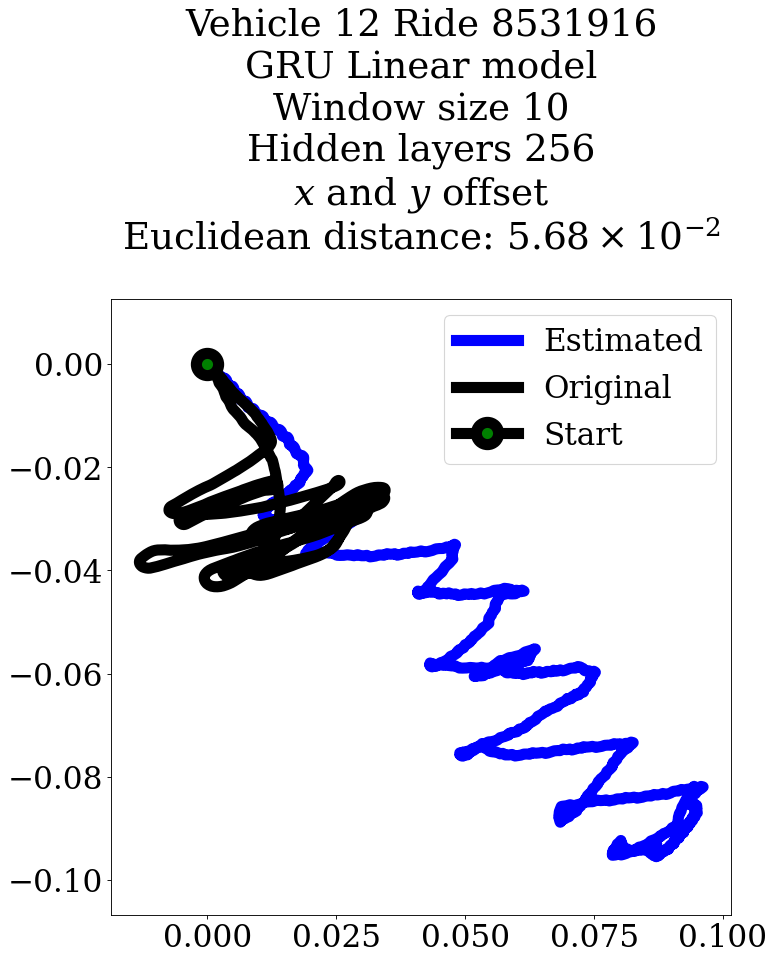 Vehicle 12 Ride 8531916
GRU Linear model
Window size 10
Hidden layers 256
x and y offset
Euclidean distance: 5.68 × 10⁻²
Estimated
Original
Start
0.00
−0.02
−0.04
−0.06
−0.08
−0.10
0.000 0.025 0.050 0.075 0.100